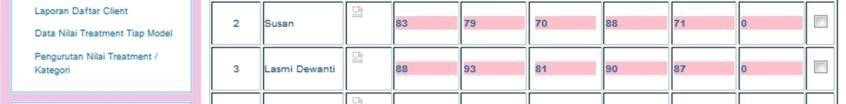 Laporan Daftar Client
Data Nilai Treatment Tiap Model
Pengurutan Nilai Treatment /
Kategori
2 Susan 83 79 70 88 71 0
3 Lasmi Dewanti 88 93 81 90 87 0